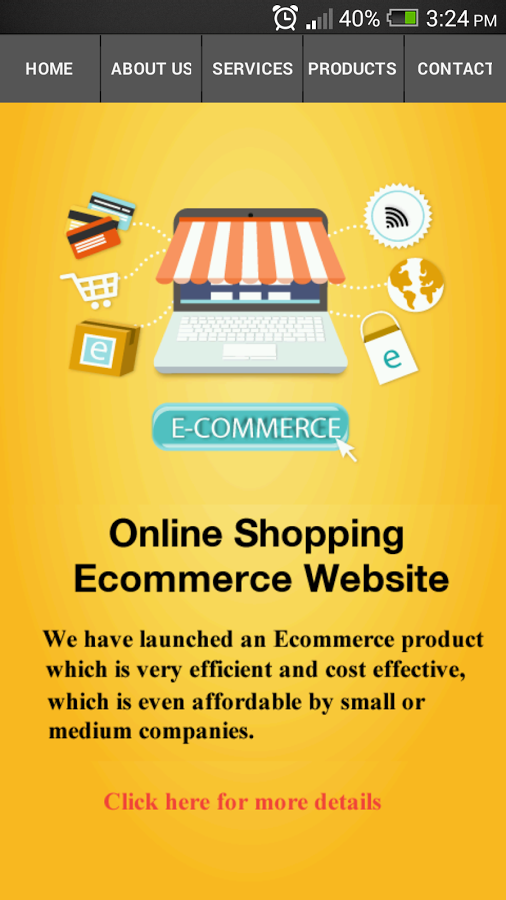 40% 3:24 PM
HOME ABOUT US SERVICES PRODUCTS CONTACT
e
e
E-COMMERCE
Online Shopping
Ecommerce Website
We have launched an Ecommerce product
which is very efficient and cost effective,
which is even affordable by small or
medium companies.
Click here for more details